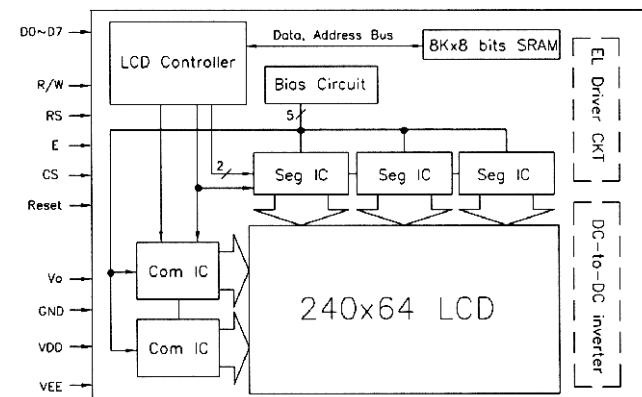 D0~D7
R/W
RS
E
CS
Reset
Vo
GND
VDD
VEE
LCD Controller
Data, Address Bus
8Kx8 bits SRAM
Bias Circuit
5
2
Seg IC
Seg IC
Seg IC
Com IC
Com IC
240x64 LCD
EL Driver CKT
DC-to-DC inverter